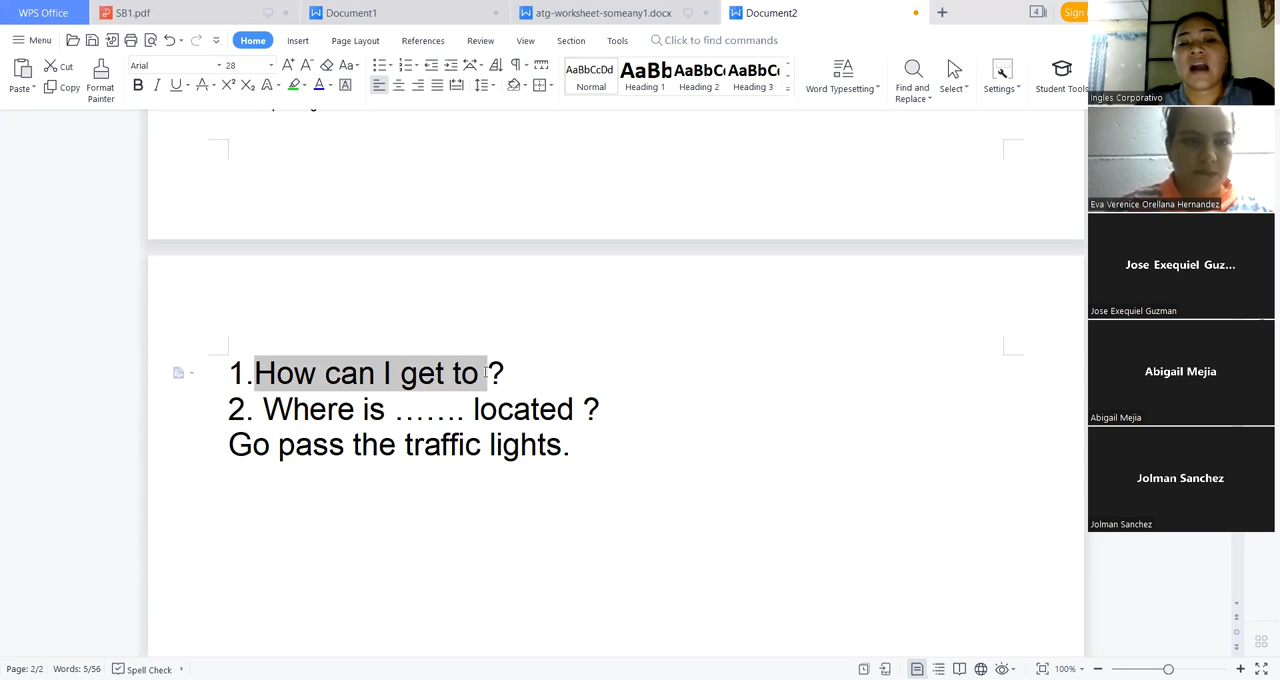 WPS Office
SB1.pdf
Document1
atg-worksheet-someany1.docx
Document2
4
Sign
Menu
Home
Insert
Page Layout
References
Review
View
Section
Tools
Click to find commands
Paste
Cut
Copy
Format Painter
Arial
28
AaBbCcDd
Normal
AaBb
Heading 1
AaBbC
Heading 2
AaBbC
Heading 3
Word Typesetting
Find and Replace
Select
Settings
Student Tools
1.How can I get to ?
2. Where is ……. located ?
Go pass the traffic lights.
Ingles Corporativo
Eva Verenice Orellana Hernandez
Jose Exequiel Guz...
Jose Exequiel Guzman
Abigail Mejia
Abigail Mejia
Jolman Sanchez
Jolman Sanchez
Page: 2/2
Words: 5/56
Spell Check
100%